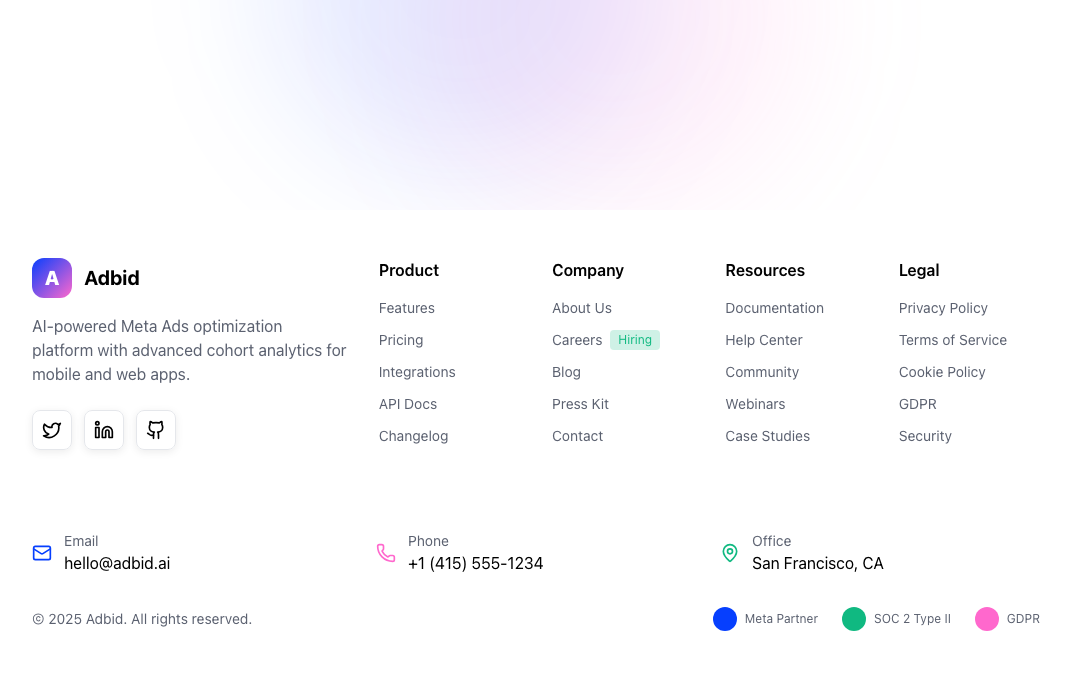 A Adbid
AI-powered Meta Ads optimization
platform with advanced cohort analytics for
mobile and web apps.
Product
Features
Pricing
Integrations
API Docs
Changelog
Company
About Us
Careers Hiring
Blog
Press Kit
Contact
Resources
Documentation
Help Center
Community
Webinars
Case Studies
Legal
Privacy Policy
Terms of Service
Cookie Policy
GDPR
Security
Email
hello@adbid.ai
Phone
+1 (415) 555-1234
Office
San Francisco, CA
© 2025 Adbid. All rights reserved.
Meta Partner
SOC 2 Type II
GDPR